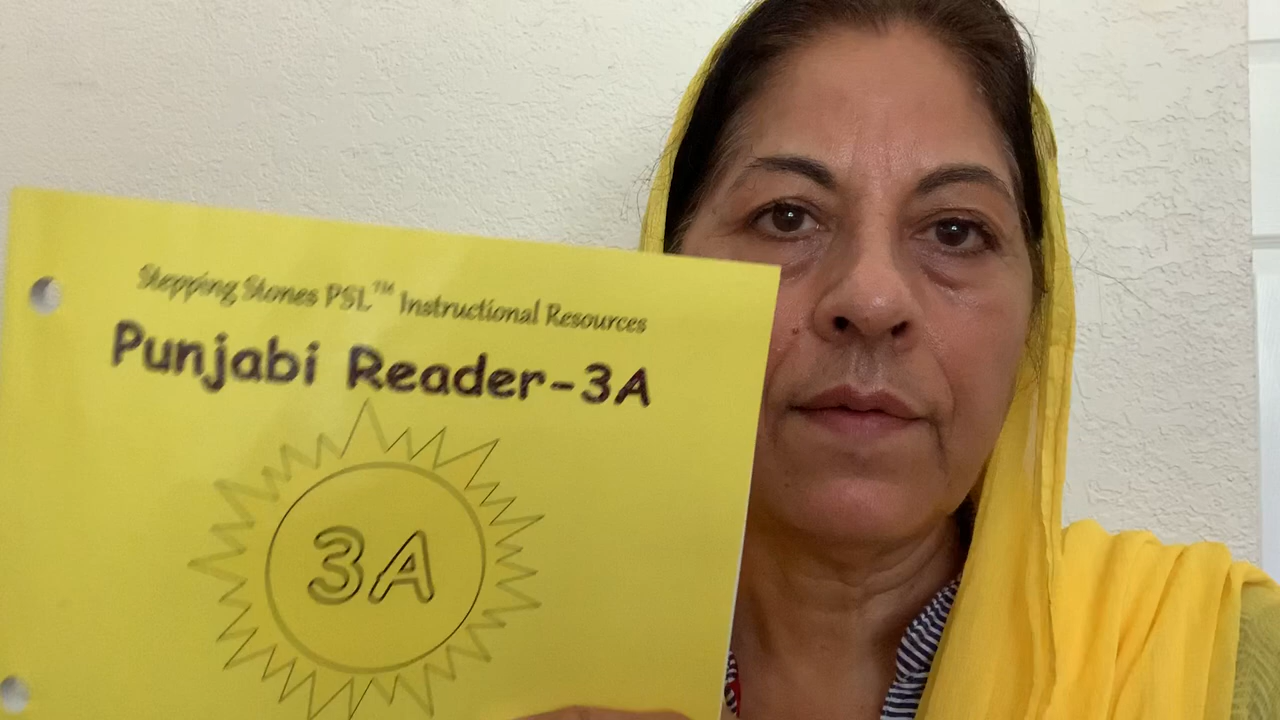 Stepping Stones PSL™ Instructional Resources
Punjabi Reader-3A
3A